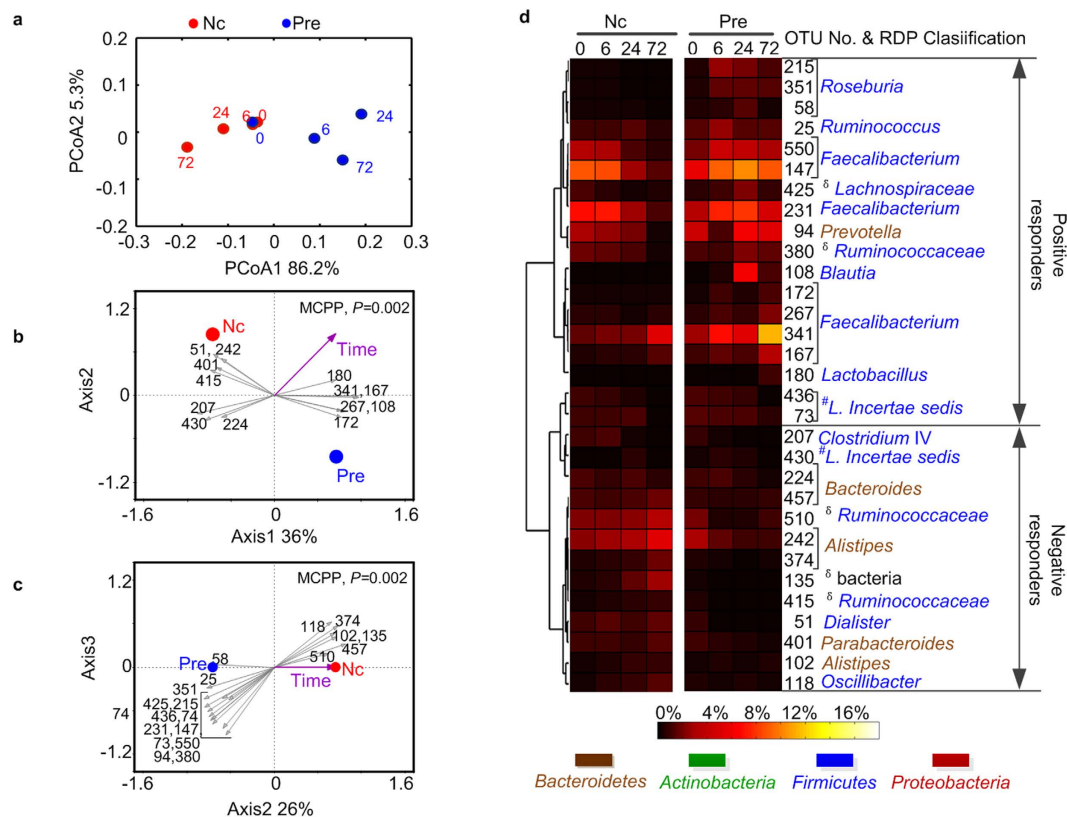 a
Nc Pre
0.2
0.1
0
-0.1
-0.2
PCoA2 5.3%
24
6 0
0
72
6
24
72
-0.3 -0.2 -0.1 0 0.1 0.2 0.3
PCoA1 86.2%
b
1.2
0
-1.2
Axis2
MCPP, P=0.002
Nc
Time
51, 242
401
415
180
341,167
267,108
172
207
430 224
Pre
-1.6 0 1.6
Axis1 36%
c
1.2
0
74
-1.2
Axis3
MCPP, P=0.002
374
118
102,135
457
510
Nc
Time
Pre
58
25
351
425,215
436,74
231,147
73,550
94,380
-1.6 0 1.6
Axis2 26%
d
Nc Pre
0 6 24 72 0 6 24 72 OTU No. & RDP Clasiification
215
351 Roseburia
58
25 Ruminococcus
550
147 Faecalibacterium
425 δ Lachnospiraceae
231 Faecalibacterium
94 Prevotella
380 δ Ruminococcaceae
108 Blautia
172
267 Faecalibacterium
341
167
180 Lactobacillus
436 #L. Incertae sedis
73
207 Clostridium IV
430 #L. Incertae sedis
224
457 Bacteroides
510 δ Ruminococcaceae
242 Alistipes
374
135 δ bacteria
415 δ Ruminococcaceae
51 Dialister
401 Parabacteroides
102 Alistipes
118 Oscillibacter
Positive
responders
Negative
responders
0% 4% 8% 12% 16%
Bacteroidetes Actinobacteria Firmicutes Proteobacteria